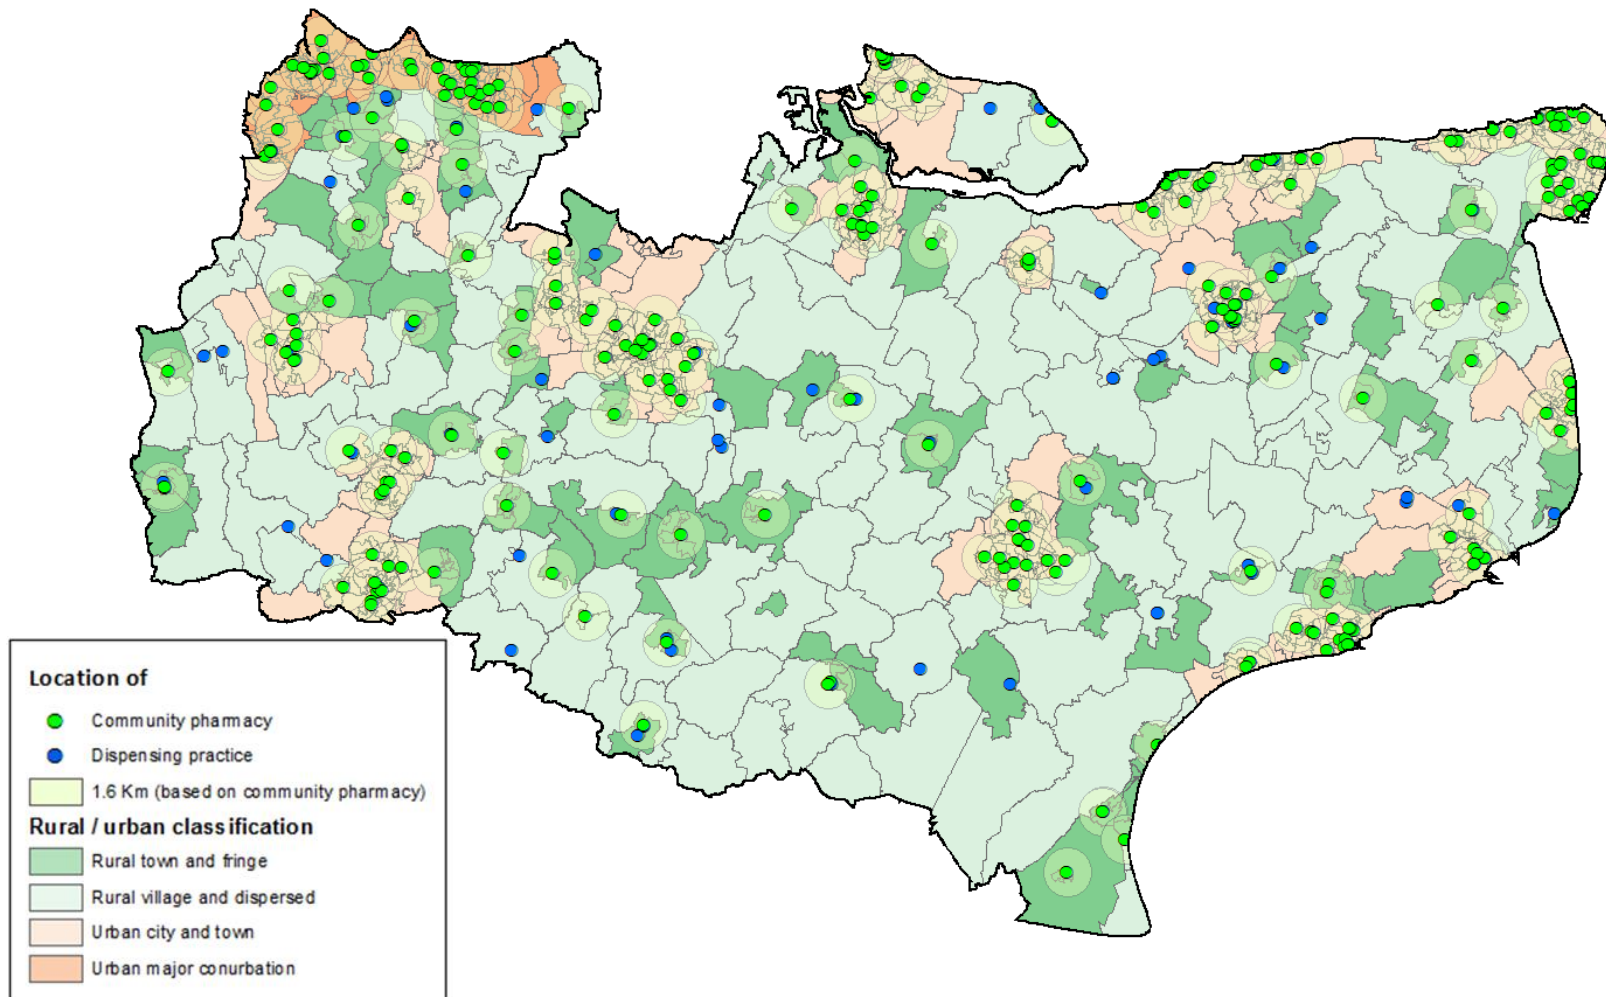 Location of
Community pharmacy
Dispensing practice
1.6 Km (based on community pharmacy)
Rural / urban classification
Rural town and fringe
Rural village and dispersed
Urban city and town
Urban major conurbation